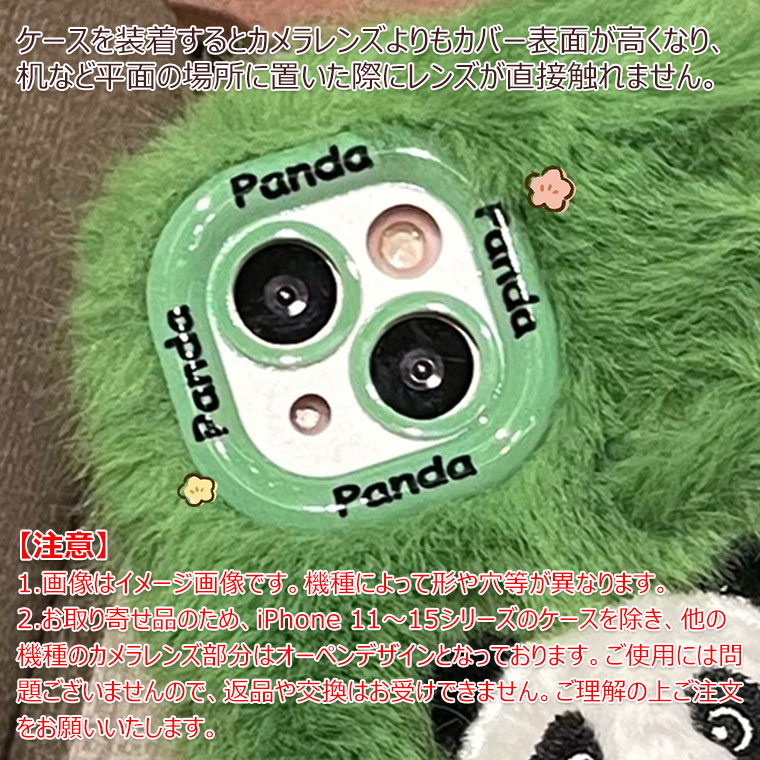 ケースを装着するとカメラレンズよりもカバー表面が高くなり、
机など平面の場所に置いた際にレンズが直接触れません。
Panda
Panda
Panda
Panda
【注意】
1.画像はイメージ画像です。機種によって形や穴等が異なります。
2.お取り寄せ品のため、iPhone 11～15シリーズのケースを除き、他の
機種のカメラレンズ部分はオーペンデザインとなっております。ご使用には問
題ございませんので、返品や交換はお受けできません。ご理解の上ご注文
をお願いいたします。